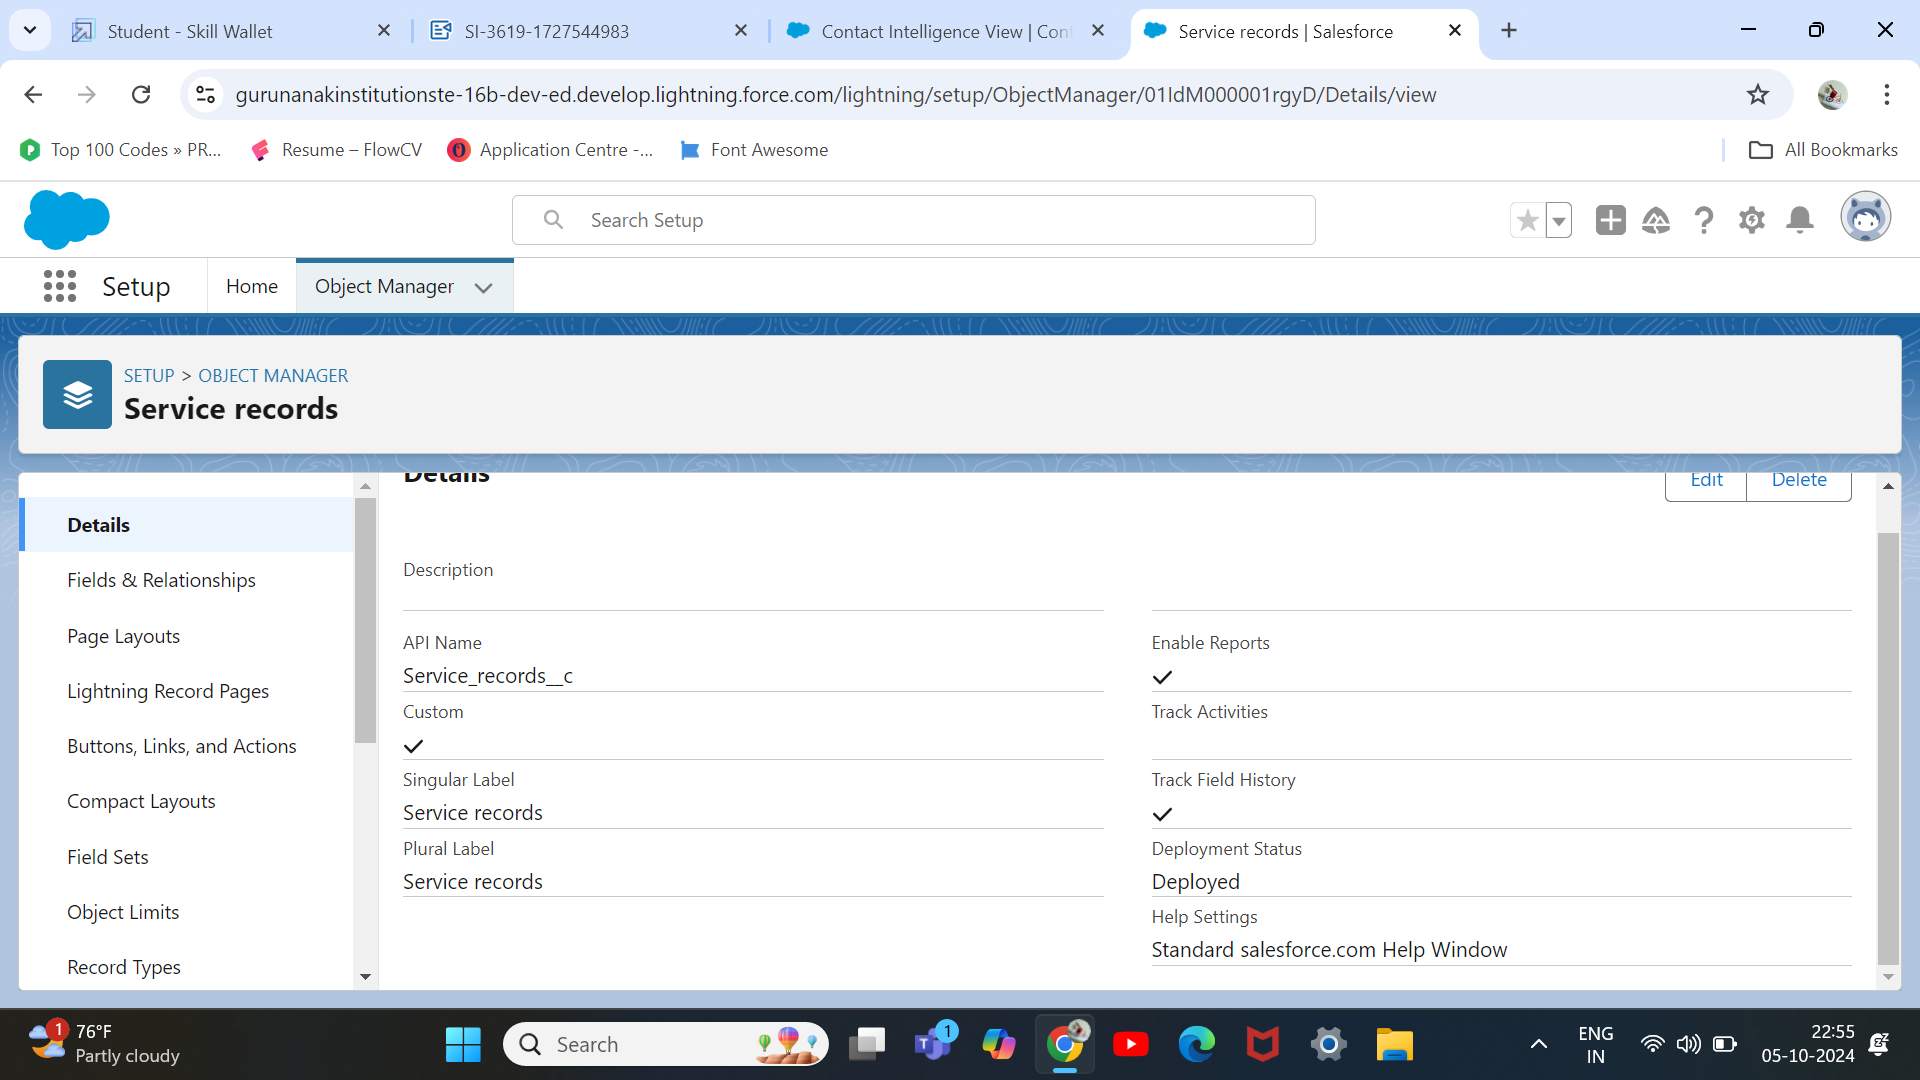 Student - Skill Wallet
SI-3619-1727544983
Contact Intelligence View | Con
Service records | Salesforce
gurunanakinstitutionste-16b-dev-ed.develop.lightning.force.com/lightning/setup/ObjectManager/01IdM000001rgyD/Details/view
Top 100 Codes » PR...
Resume – FlowCV
Application Centre -...
Font Awesome
All Bookmarks
Search Setup
Setup
Home
Object Manager
SETUP > OBJECT MANAGER
Service records
Details
Edit
Delete
Details
Fields & Relationships
Page Layouts
Lightning Record Pages
Buttons, Links, and Actions
Compact Layouts
Field Sets
Object Limits
Record Types
Description
API Name
Service_records__c
Custom
Singular Label
Service records
Plural Label
Service records
Enable Reports
Track Activities
Track Field History
Deployment Status
Deployed
Help Settings
Standard salesforce.com Help Window
1
76°F
Partly cloudy
Search
1
ENG
IN
22:55
05-10-2024